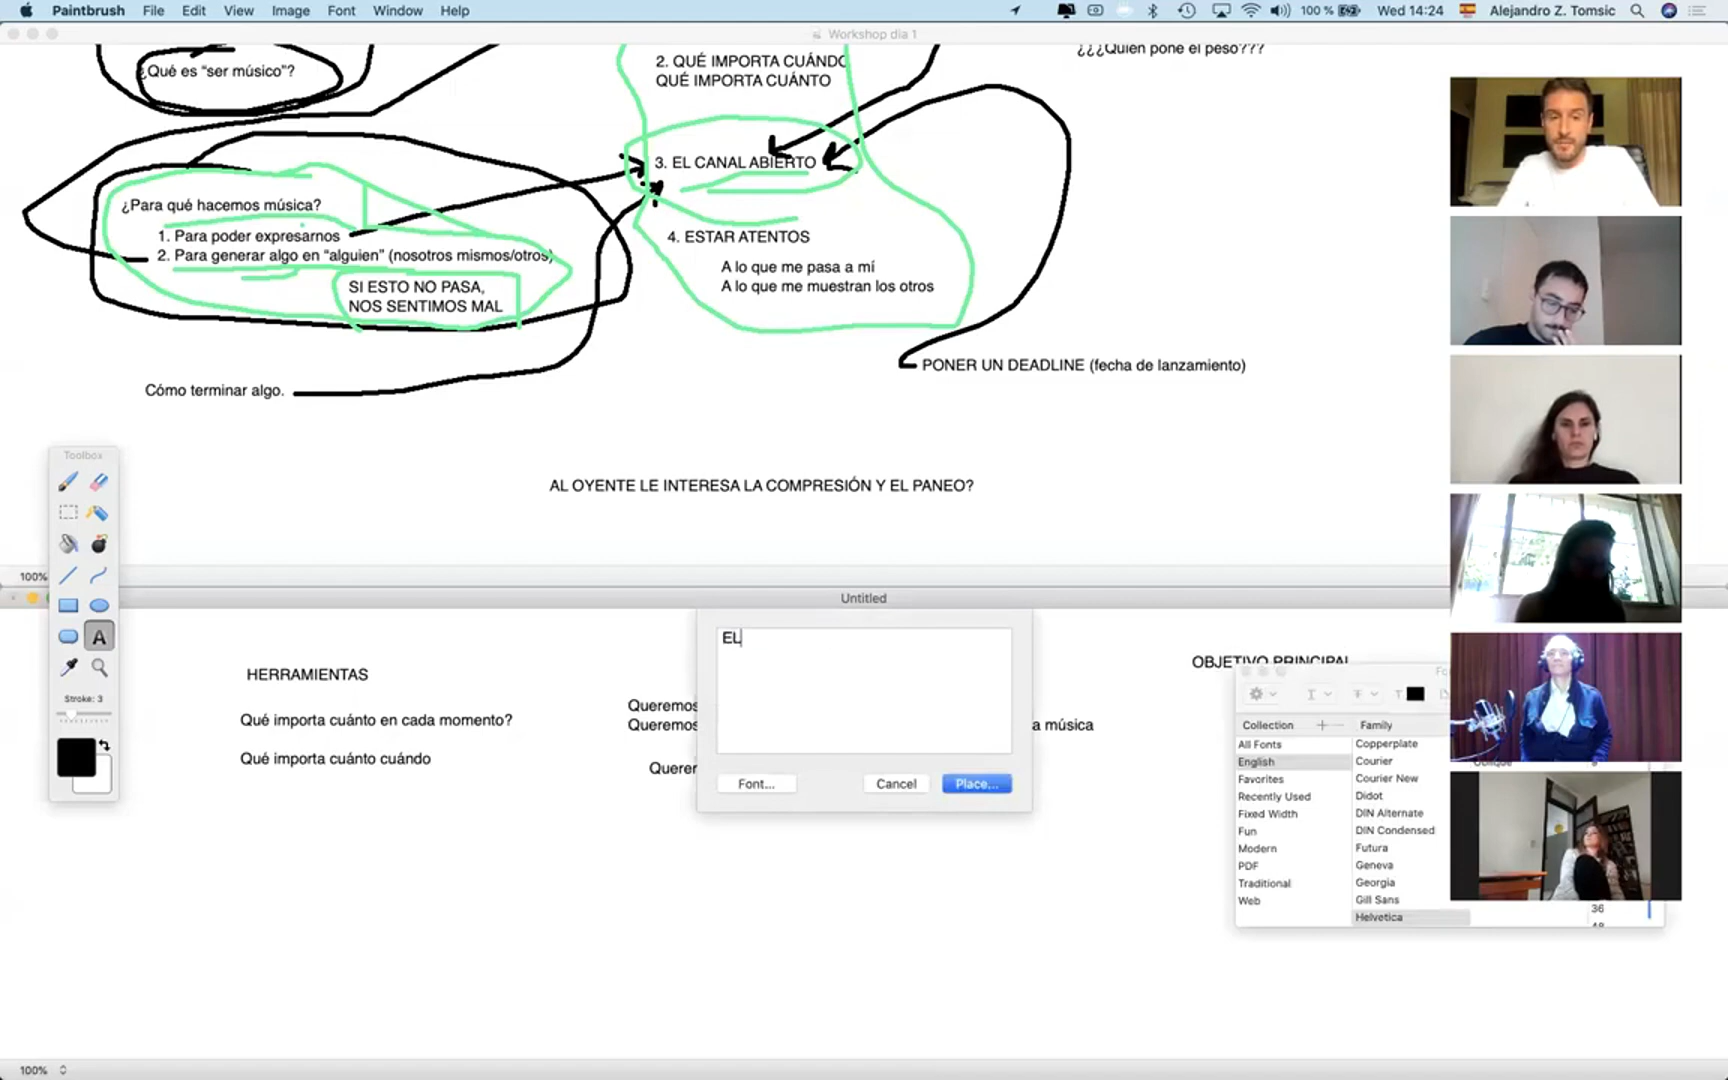 Paintbrush File Edit View Image Font Window Help
100 % Wed 14:24 Alejandro Z. Tomsic
Workshop dia 1
¿Qué es “ser músico”?
2. QUÉ IMPORTA CUÁNDO
QUÉ IMPORTA CUÁNTO
¿¿¿Quien pone el peso???
3. EL CANAL ABIERTO
¿Para qué hacemos música?
1. Para poder expresarnos
2. Para generar algo en “alguien” (nosotros mismos/otros)
SI ESTO NO PASA,
NOS SENTIMOS MAL
4. ESTAR ATENTOS
A lo que me pasa a mí
A lo que me muestran los otros
PONER UN DEADLINE (fecha de lanzamiento)
Cómo terminar algo.
Toolbox
AL OYENTE LE INTERESA LA COMPRESIÓN Y EL PANEO?
100%
Untitled
EL
HERRAMIENTAS
OBJETIVO PRINCIPAL
Stroke: 3
Qué importa cuánto en cada momento?
Queremos
Queremos
a música
Qué importa cuánto cuándo
Querer
Font... Cancel Place...
Collection Family
All Fonts
English
Favorites
Recently Used
Fixed Width
Fun
Modern
PDF
Traditional
Web
Copperplate
Courier
Courier New
Didot
DIN Alternate
DIN Condensed
Futura
Geneva
Georgia
Gill Sans
Helvetica
36
100%